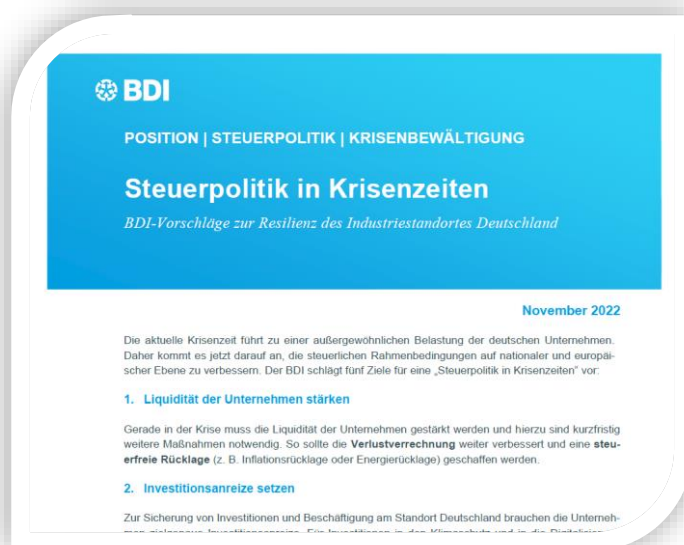 BDI
POSITION | STEUERPOLITIK | KRISENBEWÄLTIGUNG
Steuerpolitik in Krisenzeiten
BDI-Vorschläge zur Resilienz des Industriestandortes Deutschland
November 2022
Die aktuelle Krisenzeit führt zu einer außergewöhnlichen Belastung der deutschen Unternehmen.
Daher kommt es jetzt darauf an, die steuerlichen Rahmenbedingungen auf nationaler und europäi-
scher Ebene zu verbessern. Der BDI schlägt fünf Ziele für eine „Steuerpolitik in Krisenzeiten“ vor:
1. Liquidität der Unternehmen stärken
Gerade in der Krise muss die Liquidität der Unternehmen gestärkt werden und hierzu sind kurzfristig
weitere Maßnahmen notwendig. So sollte die Verlustverrechnung weiter verbessert und eine steu-
erfreie Rücklage (z. B. Inflationsrücklage oder Energierücklage) geschaffen werden.
2. Investitionsanreize setzen
Zur Sicherung von Investitionen und Beschäftigung am Standort Deutschland brauchen die Unterneh-